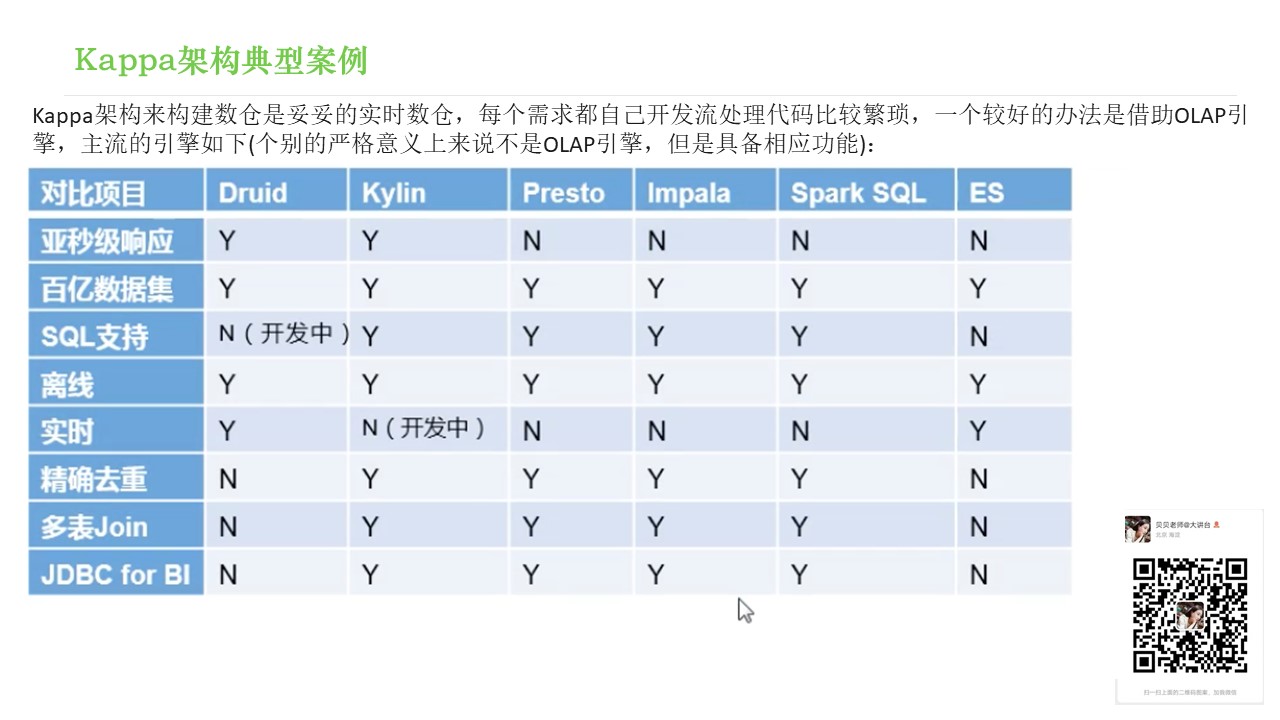 Kappa架构典型案例
Kappa架构来构建数仓是妥妥的实时数仓，每个需求都自己开发流处理代码比较繁琐，一个较好的办法是借助OLAP引
擎，主流的引擎如下(个别的严格意义上来说不是OLAP引擎，但是具备相应功能)：
对比项目 Druid Kylin Presto Impala Spark SQL ES
亚秒级响应 Y Y N N N N
百亿数据集 Y Y Y Y Y Y
SQL支持 N（开发中） Y Y Y Y N
离线 Y Y Y Y Y Y
实时 Y N（开发中） N N N Y
精确去重 N Y Y Y Y N
多表Join N Y Y Y Y N
JDBC for BI N Y Y Y Y N
贝贝老师@大讲台
北京 海淀
扫一扫上面的二维码图案，加我微信